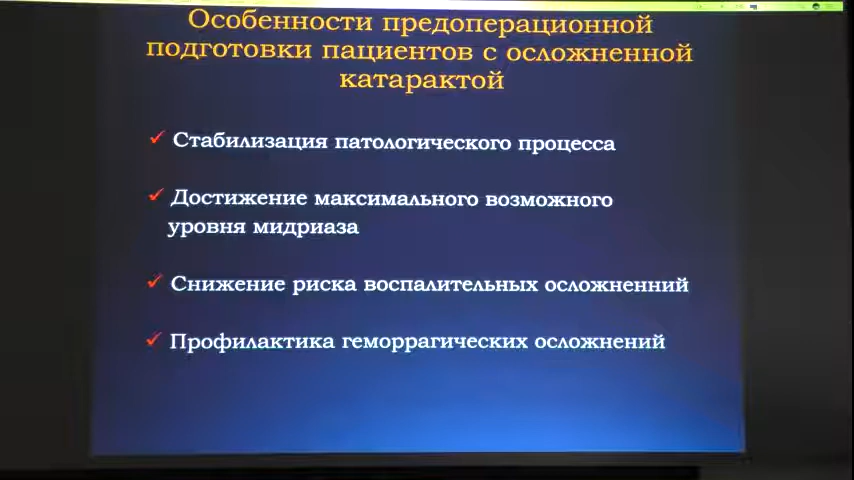 Особенности предоперационной
подготовки пациентов с осложненной
катарактой
Стабилизация патологического процесса
Достижение максимального возможного
уровня мидриаза
Снижение риска воспалительных осложненний
Профилактика геморрагических осложнений